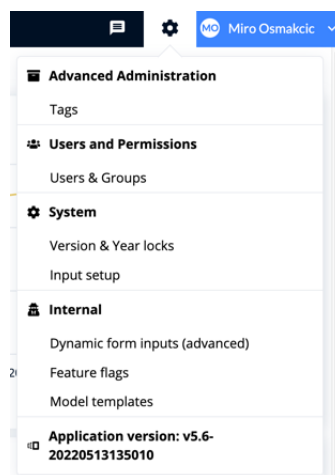 MO Miro Osmakcic
Advanced Administration
Tags
Users and Permissions
Users & Groups
System
Version & Year locks
Input setup
Internal
Dynamic form inputs (advanced)
Feature flags
Model templates
Application version: v5.6-
20220513135010